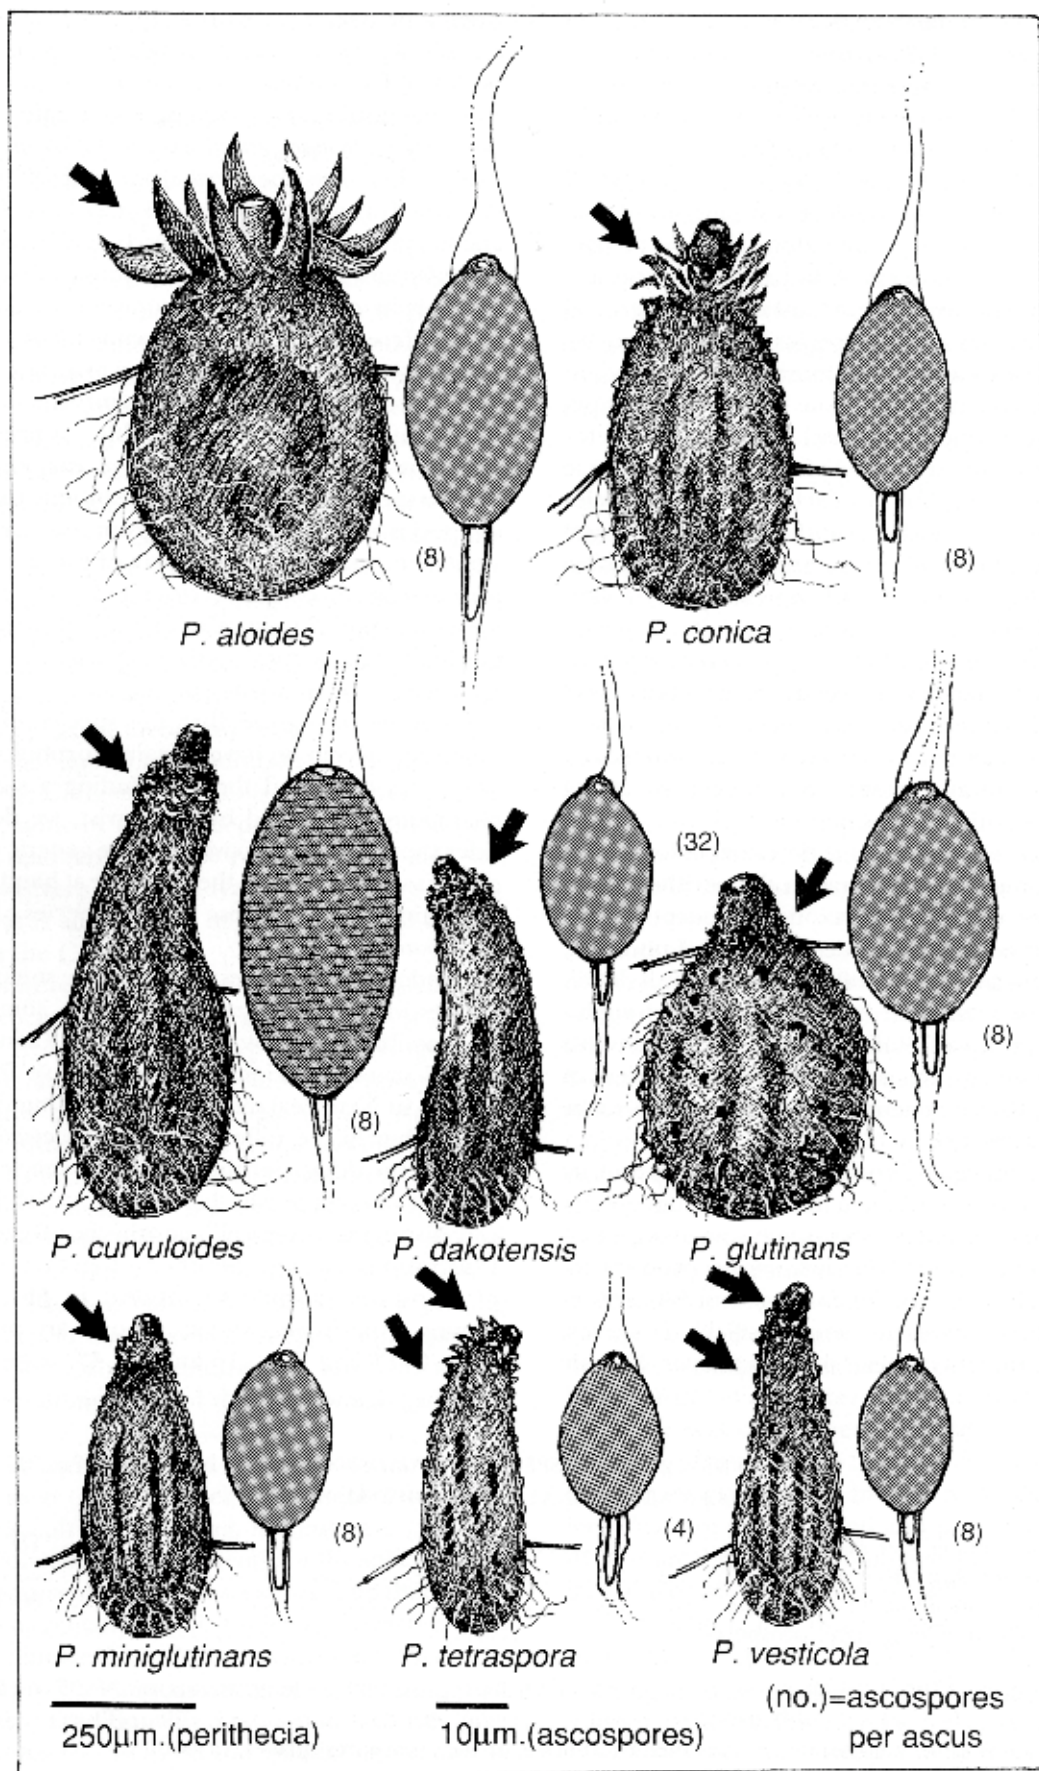 (8)
(8)
P. aloides
P. conica
(32)
(8)
(8)
P. curvuloides
P. dakotensis
P. glutinans
(8)
(4)
(8)
P. miniglutinans
P. tetraspora
P. vesticola
250µm.(perithecia)
10µm.(ascospores)
(no.)=ascospores
per ascus